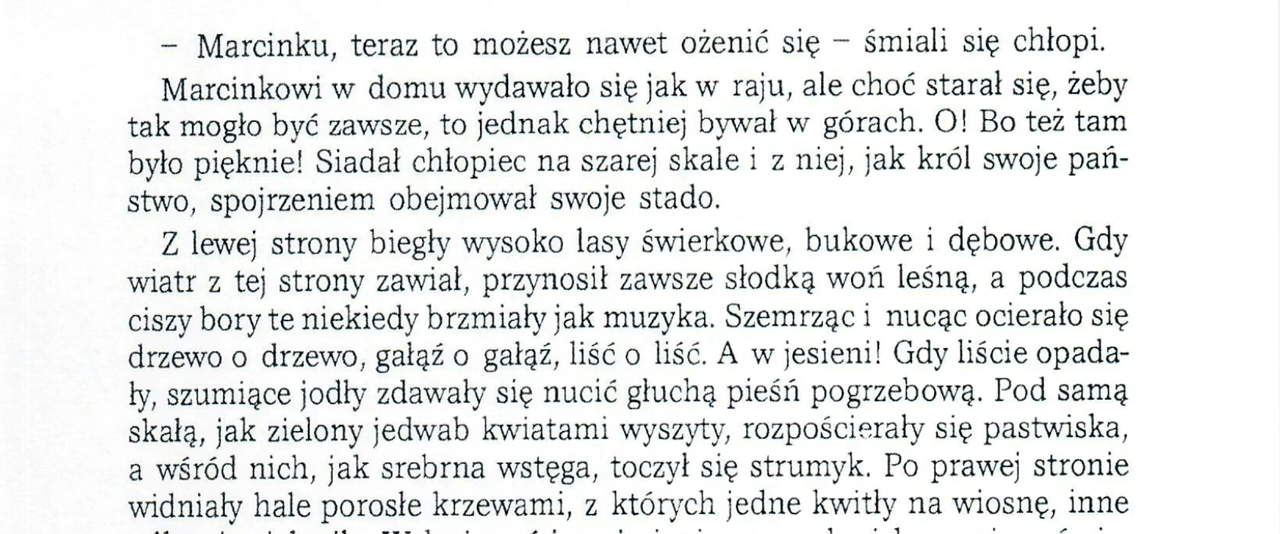 – Marcinku, teraz to możesz nawet ożenić się – śmiali się chłopi.
Marcinkowi w domu wydawało się jak w raju, ale choć starał się, żeby
tak mogło być zawsze, to jednak chętniej bywał w górach. O! Bo też tam
było pięknie! Siadał chłopiec na szarej skale i z niej, jak król swoje pań-
stwo, spojrzeniem obejmował swoje stado.
Z lewej strony biegły wysoko lasy świerkowe, bukowe i dębowe. Gdy
wiatr z tej strony zawiał, przynosił zawsze słodką woń leśną, a podczas
ciszy bory te niekiedy brzmiały jak muzyka. Szemrząc i nucąc ocierało się
drzewo o drzewo, gałąź o gałąź, liść o liść. A w jesieni! Gdy liście opada-
ły, szumiące jodły zdawały się nucić głuchą pieśń pogrzebową. Pod samą
skałą, jak zielony jedwab kwiatami wyszyty, rozpościerały się pastwiska,
a wśród nich, jak srebrna wstęga, toczył się strumyk. Po prawej stronie
widniały hale porosłe krzewami, z których jedne kwitły na wiosnę, inne